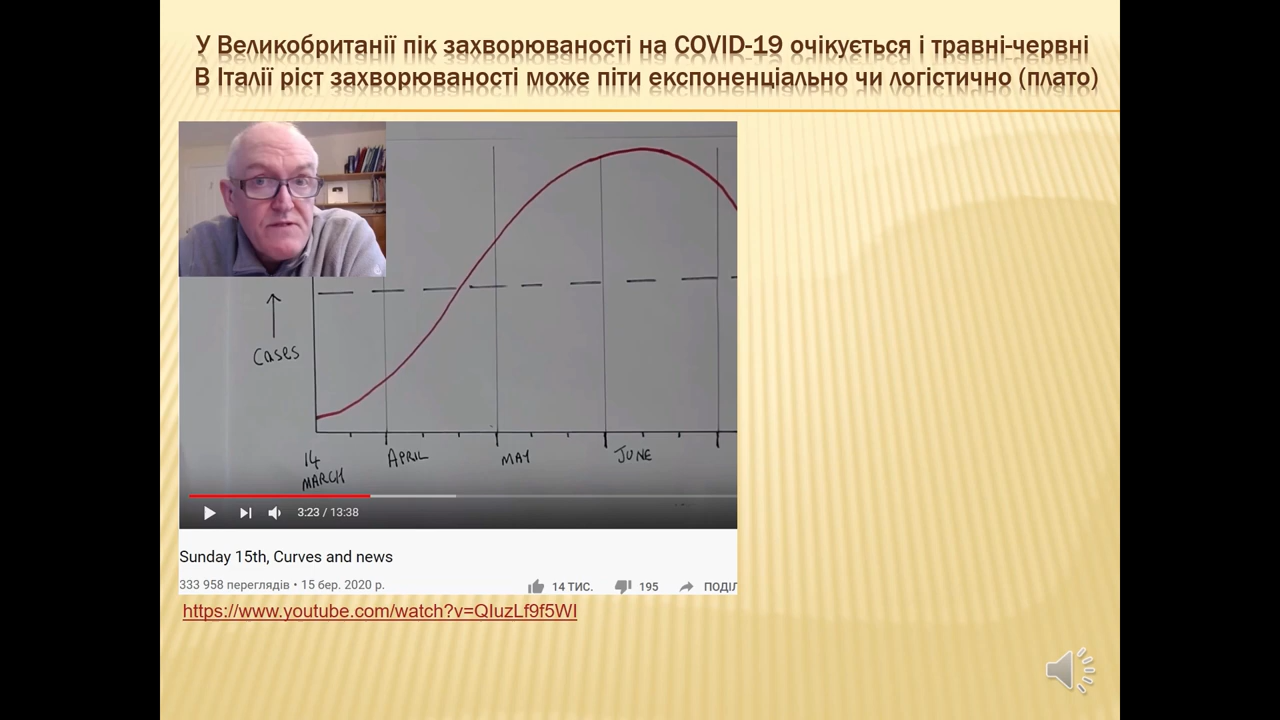 У Великобританії пік захворюваності на COVID-19 очікується і травні-червні
В Італії ріст захворюваності може піти експоненціально чи логістично (плато)
Cases
14
MARCH
APRIL
MAY
JUNE
3:23 / 13:38
Sunday 15th, Curves and news
333 958 переглядів • 15 бер. 2020 р.
14 ТИС.
195
ПОДІЛ
https://www.youtube.com/watch?v=QIuzLf9f5WI